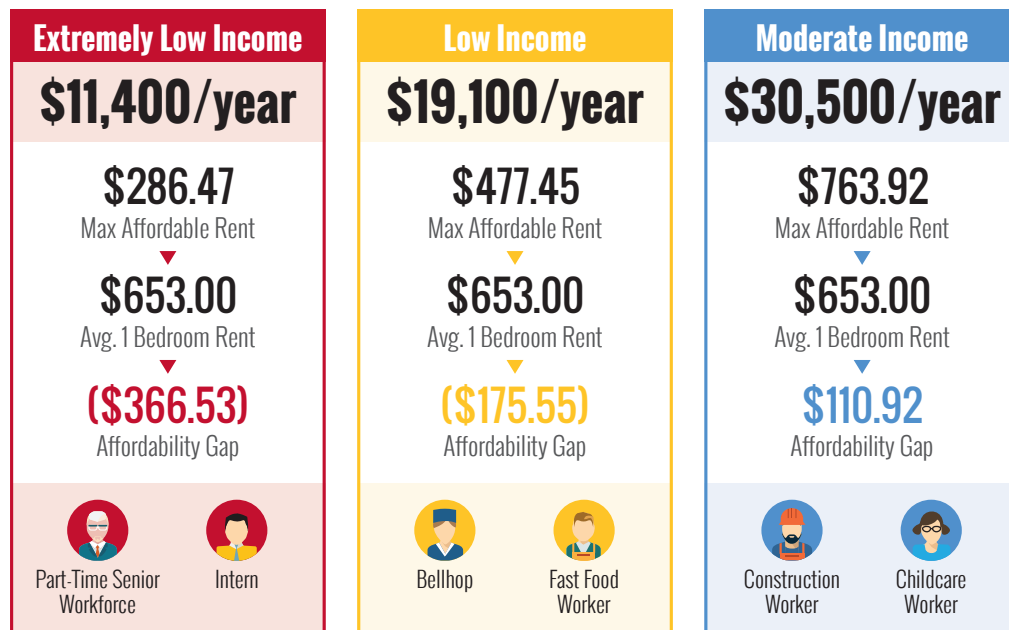 Extremely Low Income
$11,400/year
$286.47
Max Affordable Rent
$653.00
Avg. 1 Bedroom Rent
($366.53)
Affordability Gap
Part-Time Senior
Workforce
Intern
Low Income
$19,100/year
$477.45
Max Affordable Rent
$653.00
Avg. 1 Bedroom Rent
($175.55)
Affordability Gap
Bellhop
Fast Food
Worker
Moderate Income
$30,500/year
$763.92
Max Affordable Rent
$653.00
Avg. 1 Bedroom Rent
$110.92
Affordability Gap
Construction
Worker
Childcare
Worker